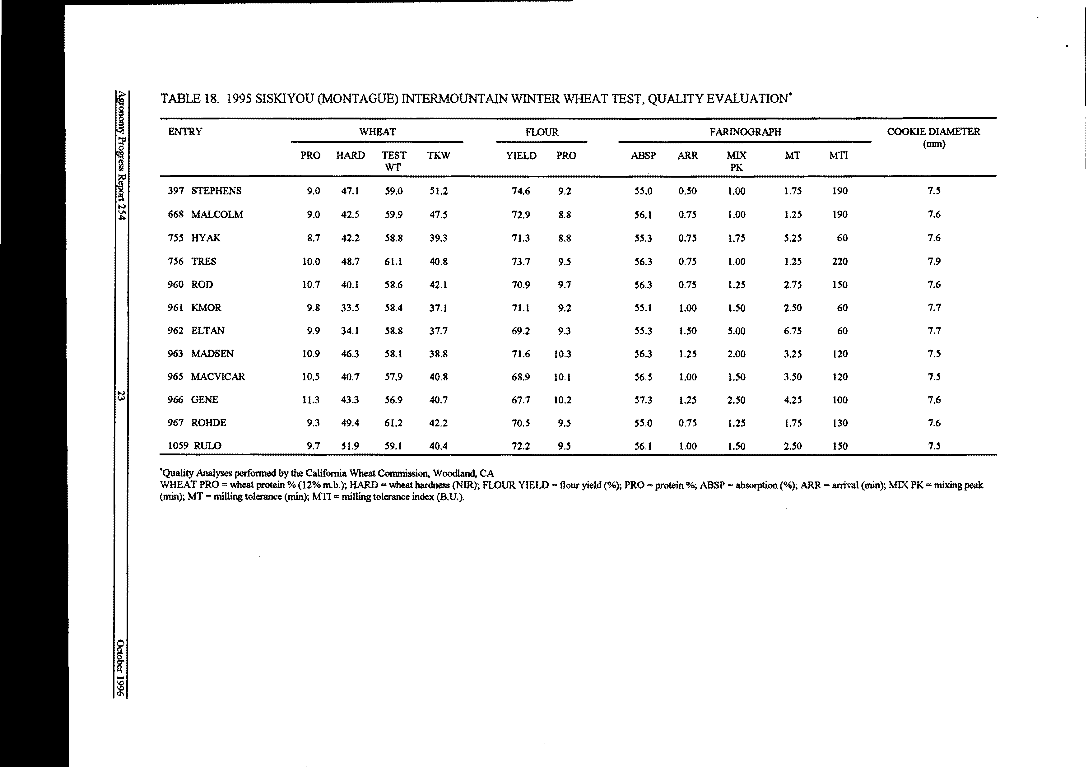 TABLE 18. 1995 SISKIYOU (MONTAGUE) INTERMOUNTAIN WINTER WHEAT TEST, QUALITY EVALUATION*
ENTRY WHEAT FLOUR FARINOGRAPH COOKIE DIAMETER (mm)
PRO HARD TEST WT TKW YIELD PRO ABSP ARR MIX PK MT MTI
397 STEPHENS 9.0 47.1 59.0 51.2 74.6 9.2 55.0 0.50 1.00 1.75 190 7.5
668 MALCOLM 9.0 42.5 59.9 47.5 72.9 8.8 56.1 0.75 1.00 1.25 190 7.6
755 HYAK 8.7 42.2 58.8 39.3 71.3 8.8 55.3 0.75 1.75 5.25 60 7.6
756 TRES 10.0 48.7 61.1 40.8 73.7 9.5 56.3 0.75 1.00 1.25 220 7.9
960 ROD 10.7 40.1 58.6 42.1 70.9 9.7 56.3 0.75 1.25 2.75 150 7.6
961 KMOR 9.8 33.5 58.4 37.1 71.1 9.2 55.1 1.00 1.50 2.50 60 7.7
962 ELTAN 9.9 34.1 58.8 37.7 69.2 9.3 55.3 1.50 5.00 6.75 60 7.7
963 MADSEN 10.9 46.3 58.1 38.8 71.6 10.3 56.3 1.25 2.00 3.25 120 7.5
965 MACVICAR 10.5 40.7 57.9 40.8 68.9 10.1 56.5 1.00 1.50 3.50 120 7.5
966 GENE 11.3 43.3 56.9 40.7 67.7 10.2 57.3 1.25 2.50 4.25 100 7.6
967 ROHDE 9.3 49.4 61.2 42.2 70.5 9.5 55.0 0.75 1.25 1.75 130 7.6
1059 RULO 9.7 51.9 59.1 40.4 72.2 9.5 56.1 1.00 1.50 2.50 150 7.5
*Quality Analyses performed by the California Wheat Commission, Woodland, CA
WHEAT PRO = wheat protein % (12% m.b.); HARD = wheat hardness (NIR); FLOUR YIELD = flour yield (%); PRO = protein %; ABSP = absorption (%); ARR = arrival (min); MIX PK = mixing peak
(min); MT = milling tolerance (min); MTI = milling tolerance index (B.U.).
Agronomy Progress Report 254
23
October 1996